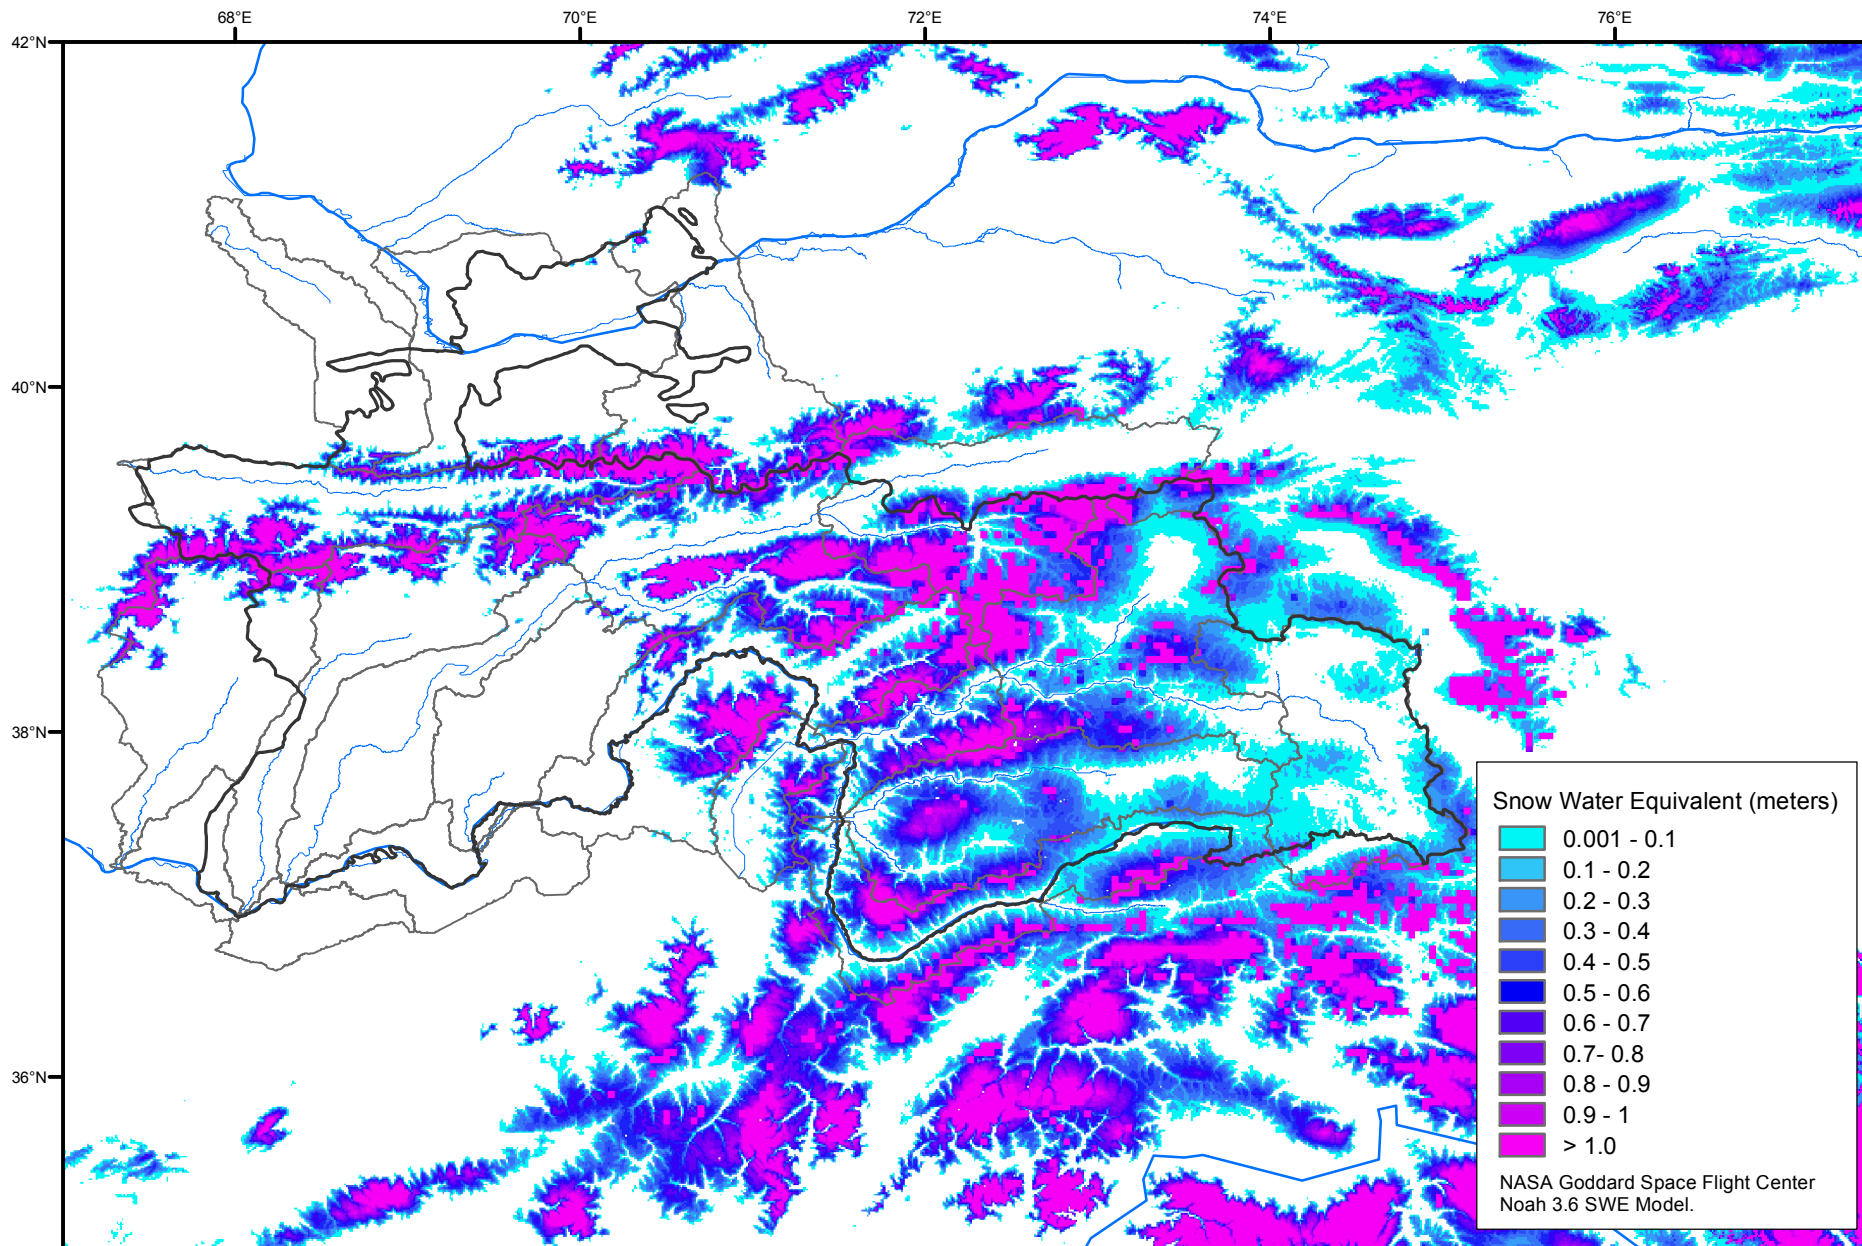 68°E 70°E 72°E 74°E 76°E
42°N
40°N
38°N
36°N
Snow Water Equivalent (meters)
0.001 - 0.1
0.1 - 0.2
0.2 - 0.3
0.3 - 0.4
0.4 - 0.5
0.5 - 0.6
0.6 - 0.7
0.7- 0.8
0.8 - 0.9
0.9 - 1
> 1.0
NASA Goddard Space Flight Center
Noah 3.6 SWE Model.